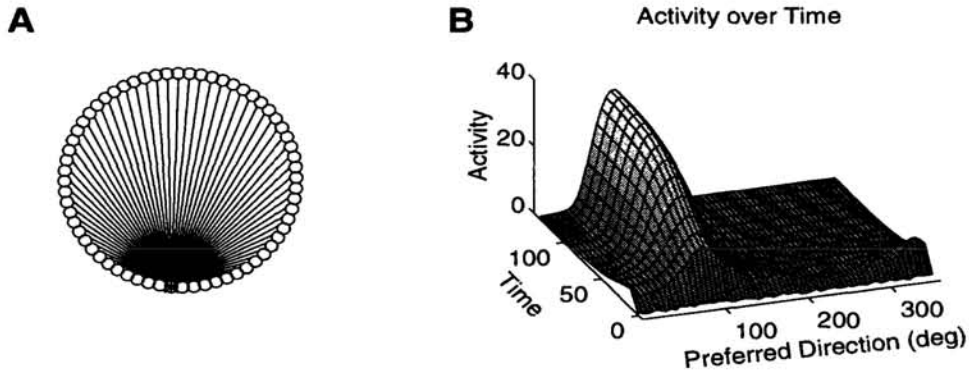 A
B
Activity over Time
Activity
40
20
0
Time
100
50
0
100
200
300
Preferred Direction (deg)